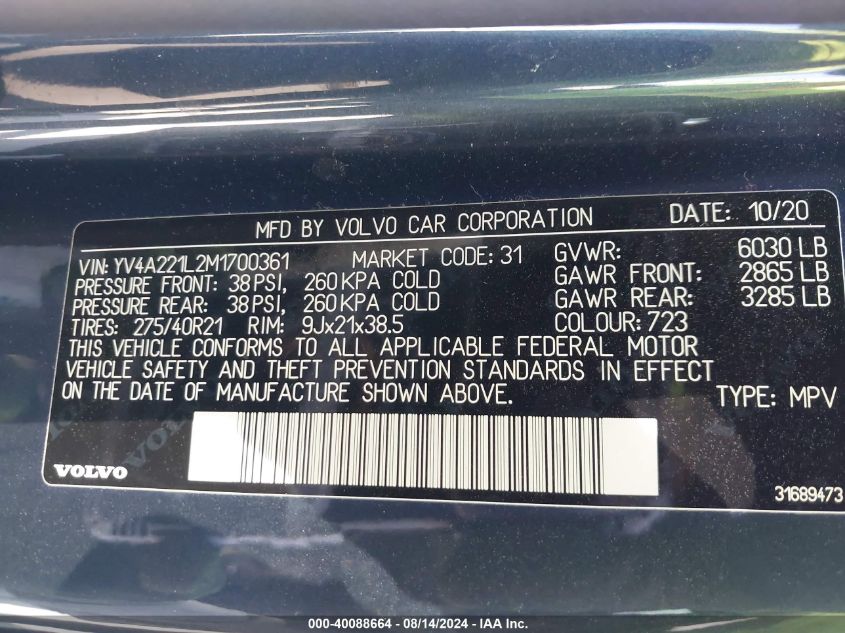 MFD BY VOLVO CAR CORPORATION DATE: 10/20
VIN: YV4A221L2M1700361 MARKET CODE: 31 GVWR: 6030 LB
PRESSURE FRONT: 38 PSI, 260 KPA COLD GAWR FRONT: 2865 LB
PRESSURE REAR: 38 PSI, 260 KPA COLD GAWR REAR: 3285 LB
TIRES: 275/40R21 RIM: 9Jx21x38.5 COLOUR: 723
THIS VEHICLE CONFORMS TO ALL APPLICABLE FEDERAL MOTOR
VEHICLE SAFETY AND THEFT PREVENTION STANDARDS IN EFFECT
ON THE DATE OF MANUFACTURE SHOWN ABOVE. TYPE: MPV
VOLVO
31689473
000-40088664 - 08/14/2024 - IAA Inc.